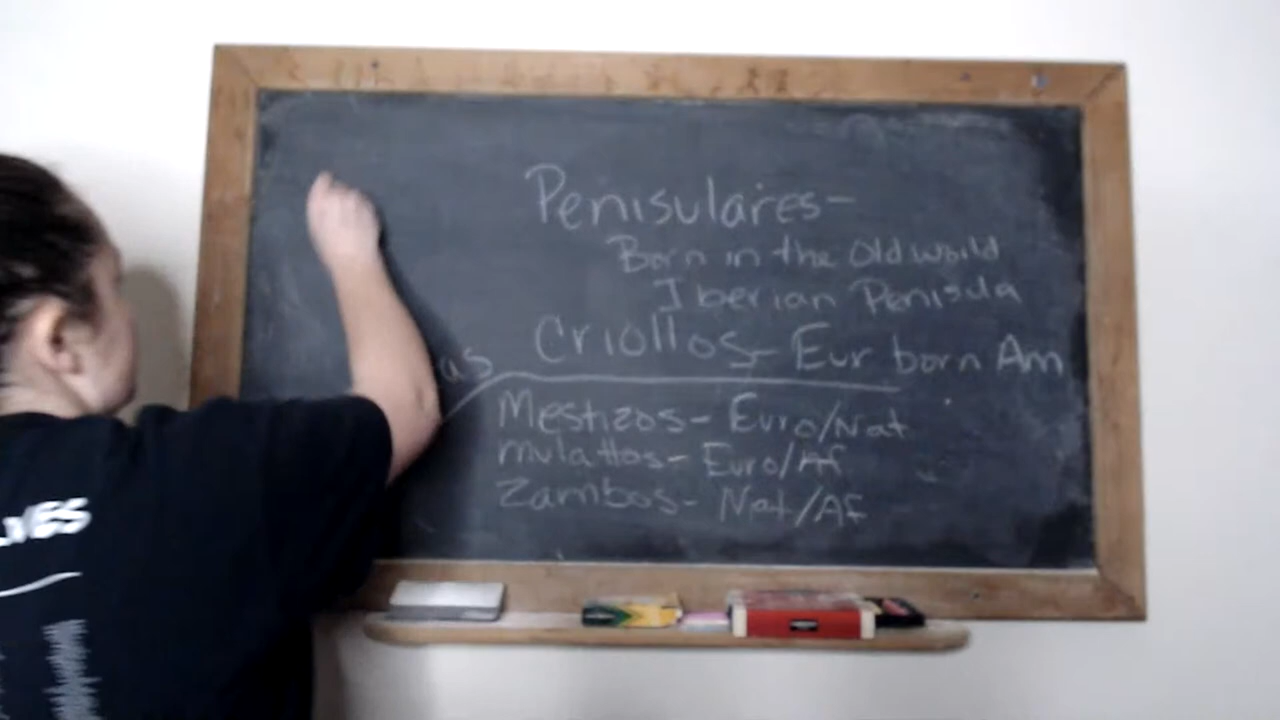 Penisulares-
Born in the Old World
Iberian Penisula
Criollos- Eur born Am
Mestizos- Euro/Nat
Mulattos- Euro/Af
Zambos- Nat/Af